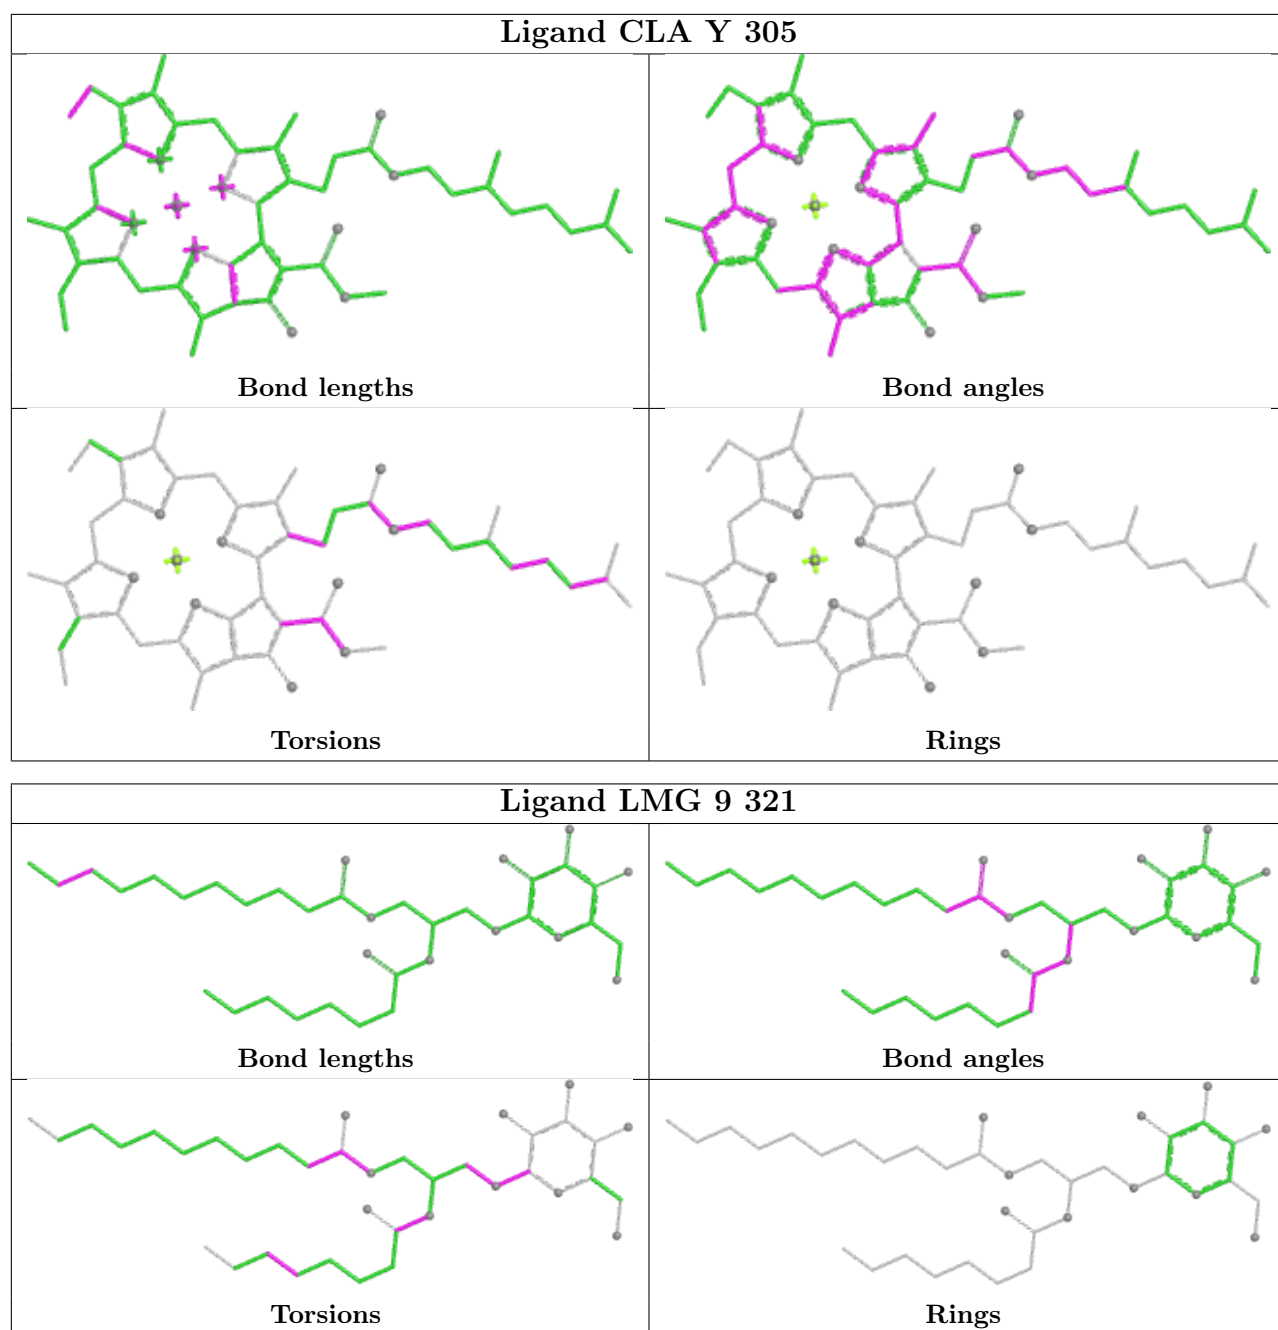 Ligand CLA Y 305
Bond lengths
Bond angles
Torsions
Rings
Ligand LMG 9 321
Bond lengths
Bond angles
Torsions
Rings